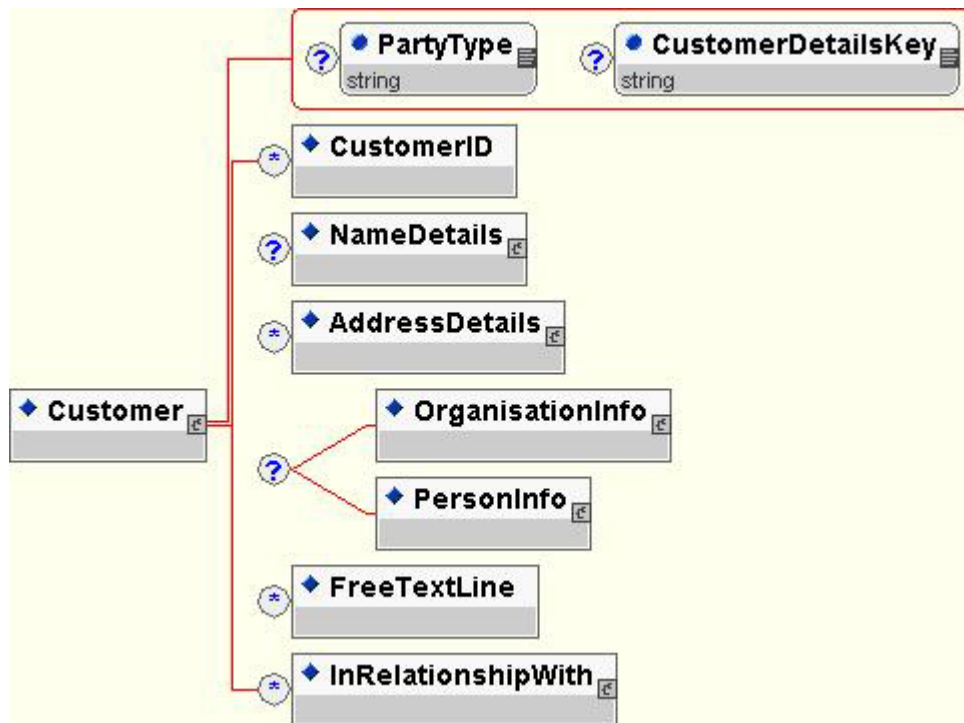 ? PartyType ? CustomerDetailsKey
string string
* CustomerID
? NameDetails
* AddressDetails
Customer
OrganisationInfo
?
PersonInfo
* FreeTextLine
* InRelationshipWith